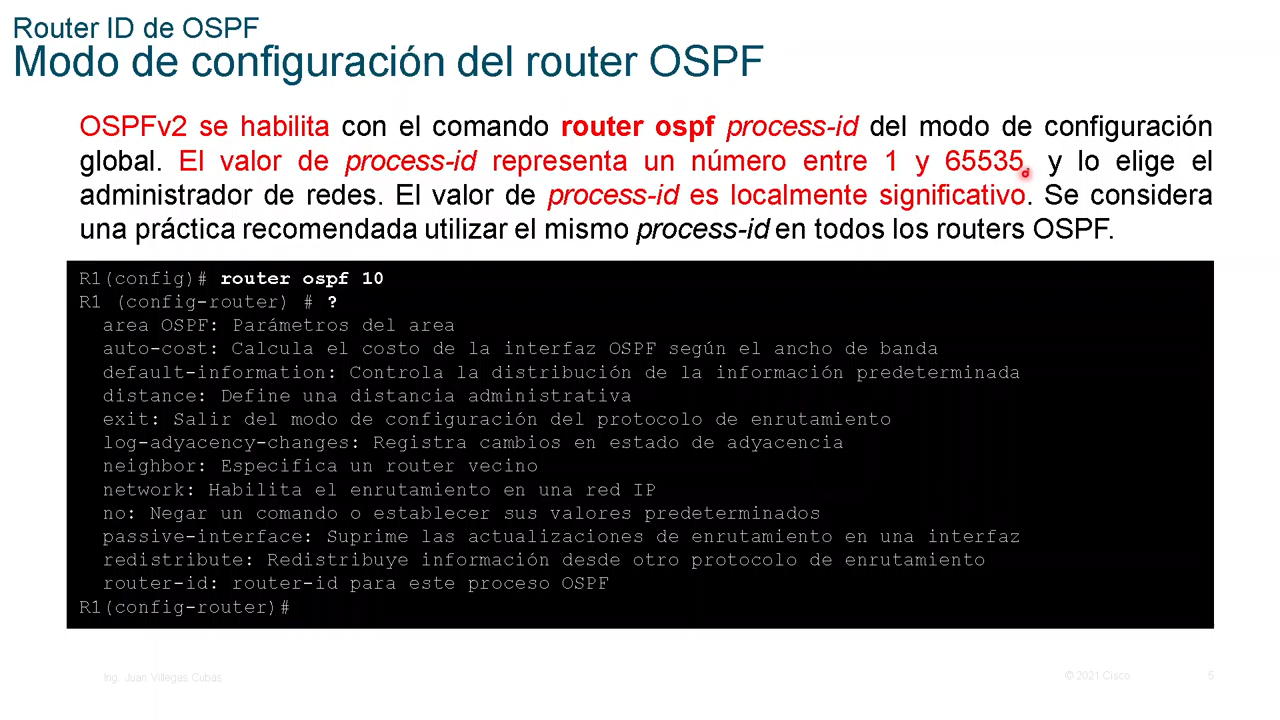 Router ID de OSPF
Modo de configuración del router OSPF
OSPFv2 se habilita con el comando router ospf process-id del modo de configuración
global. El valor de process-id representa un número entre 1 y 65535, y lo elige el
administrador de redes. El valor de process-id es localmente significativo. Se considera
una práctica recomendada utilizar el mismo process-id en todos los routers OSPF.
R1(config)# router ospf 10
R1 (config-router) # ?
area OSPF: Parámetros del area
auto-cost: Calcula el costo de la interfaz OSPF según el ancho de banda
default-information: Controla la distribución de la información predeterminada
distance: Define una distancia administrativa
exit: Salir del modo de configuración del protocolo de enrutamiento
log-adyacency-changes: Registra cambios en estado de adyacencia
neighbor: Especifica un router vecino
network: Habilita el enrutamiento en una red IP
no: Negar un comando o establecer sus valores predeterminados
passive-interface: Suprime las actualizaciones de enrutamiento en una interfaz
redistribute: Redistribuye información desde otro protocolo de enrutamiento
router-id: router-id para este proceso OSPF
R1(config-router)#
Ing. Juan Villegas Cubas © 2021 Cisco 5